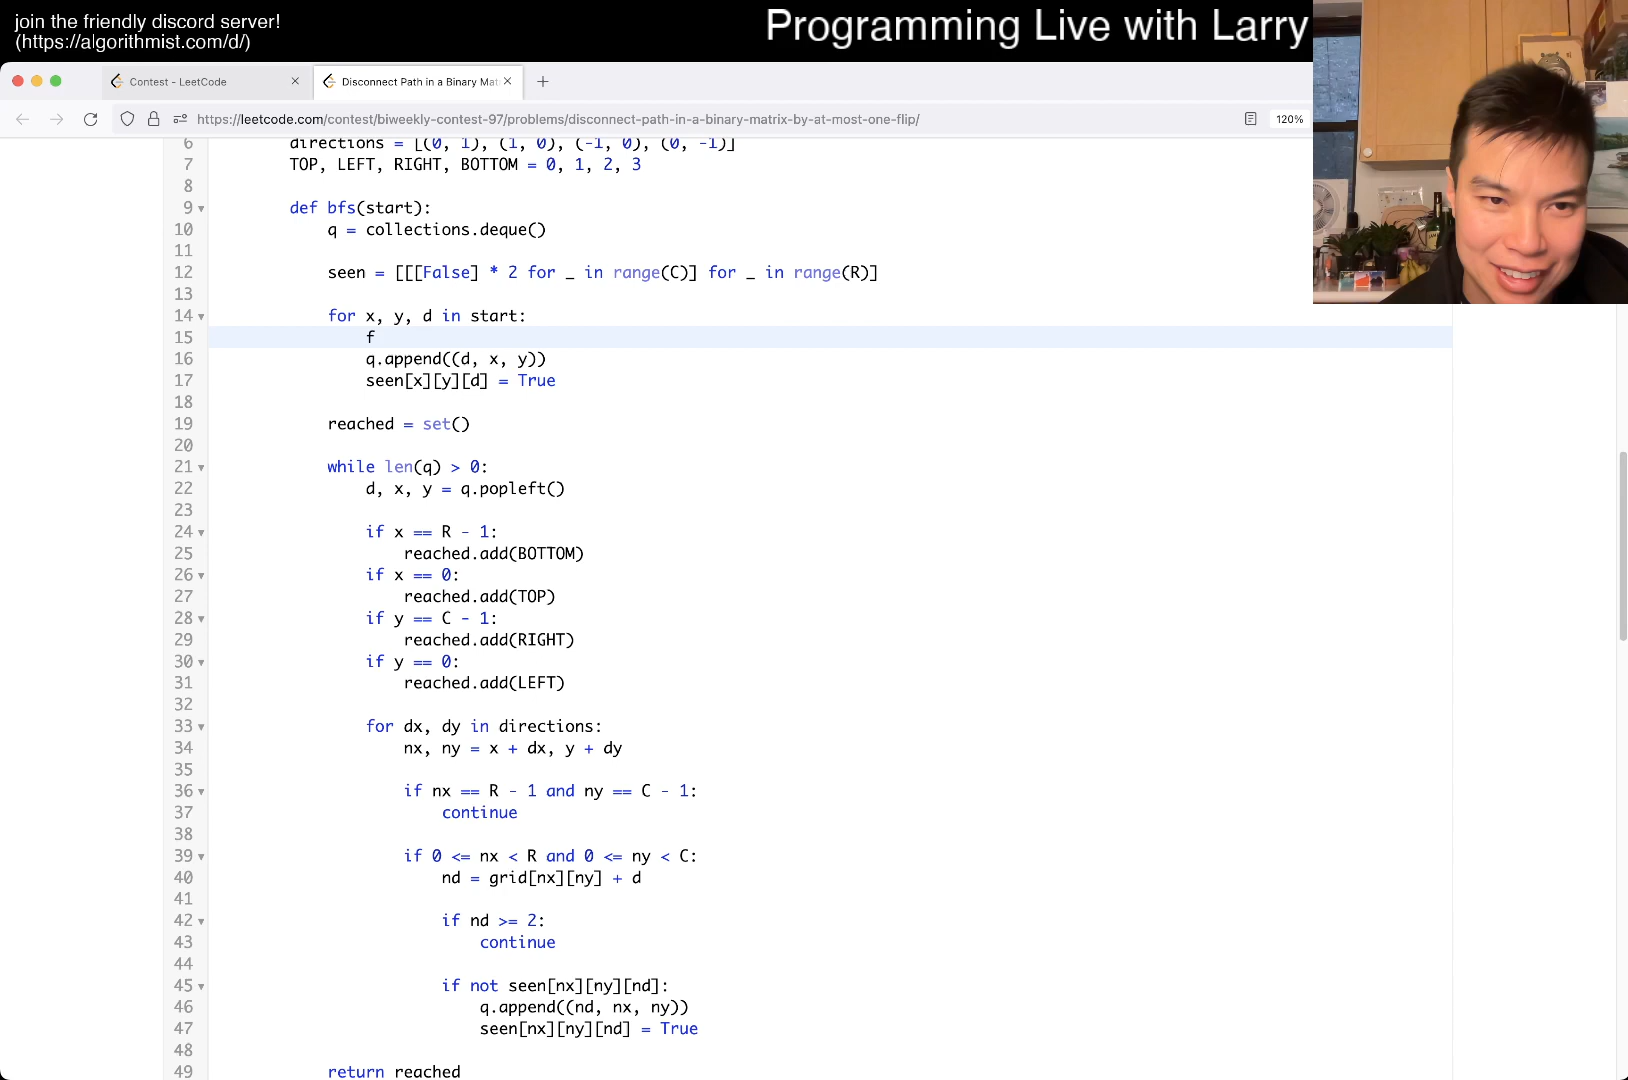 join the friendly discord server!
(https://algorithmist.com/d/)
Programming Live with Larry
Contest - LeetCode
Disconnect Path in a Binary Mat
https://leetcode.com/contest/biweekly-contest-97/problems/disconnect-path-in-a-binary-matrix-by-at-most-one-flip/
120%
6 directions = [(0, 1), (1, 0), (-1, 0), (0, -1)]
7 TOP, LEFT, RIGHT, BOTTOM = 0, 1, 2, 3
8
9 def bfs(start):
10 q = collections.deque()
11
12 seen = [[[False] * 2 for _ in range(C)] for _ in range(R)]
13
14 for x, y, d in start:
15 f
16 q.append((d, x, y))
17 seen[x][y][d] = True
18
19 reached = set()
20
21 while len(q) > 0:
22 d, x, y = q.popleft()
23
24 if x == R - 1:
25 reached.add(BOTTOM)
26 if x == 0:
27 reached.add(TOP)
28 if y == C - 1:
29 reached.add(RIGHT)
30 if y == 0:
31 reached.add(LEFT)
32
33 for dx, dy in directions:
34 nx, ny = x + dx, y + dy
35
36 if nx == R - 1 and ny == C - 1:
37 continue
38
39 if 0 <= nx < R and 0 <= ny < C:
40 nd = grid[nx][ny] + d
41
42 if nd >= 2:
43 continue
44
45 if not seen[nx][ny][nd]:
46 q.append((nd, nx, ny))
47 seen[nx][ny][nd] = True
48
49 return reached